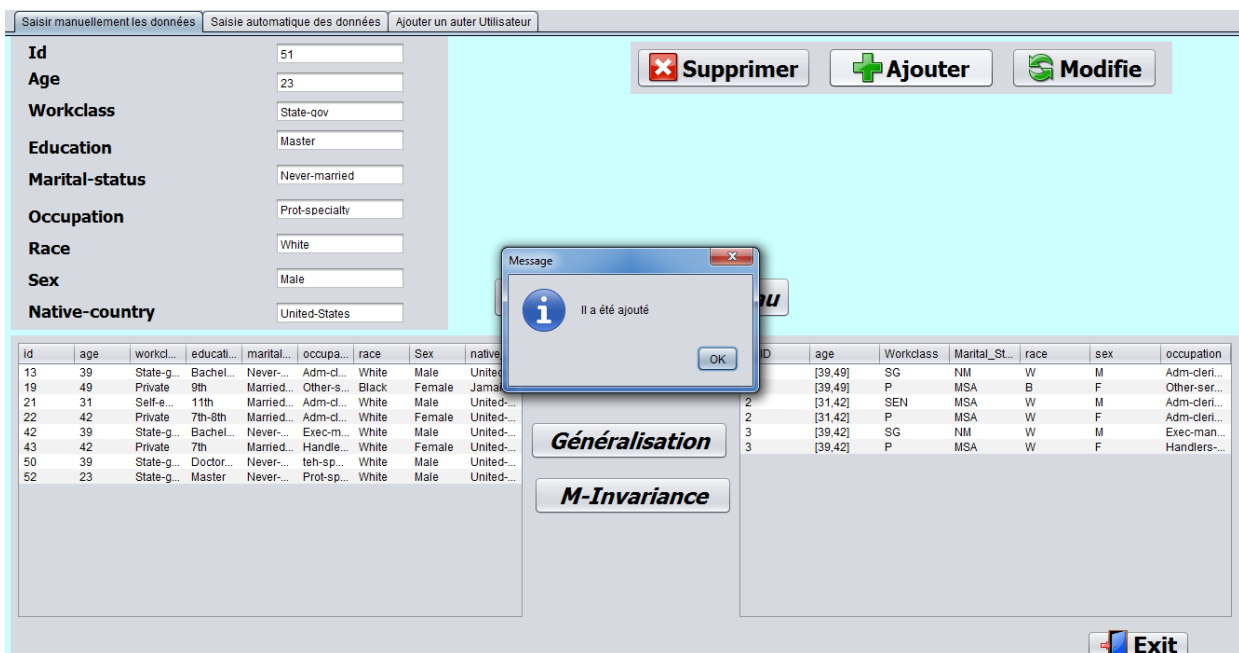 Saisir manuellement les données Saisie automatique des données Ajouter un auter Utilisateur
Id 51
Age 23
Workclass State-gov
Education Master
Marital-status Never-married
Occupation Prot-specialty
Race White
Sex Male
Native-country United-States
Supprimer Ajouter Modifie
Message
Il a été ajouté
OK
id age workcl... educati... marital... occupa... race Sex native
13 39 State-g... Bachel... Never-... Adm-cl... White Male United
19 49 Private 9th Married... Other-s... Black Female Jamai
21 31 Self-e... 11th Married... Adm-cl... White Male United-...
22 42 Private 7th-8th Married... Adm-cl... White Female United-...
42 39 State-g... Bachel... Never-... Exec-m... White Male United-...
43 42 Private 7th Married... Handle... White Female United-...
50 39 State-g... Doctor... Never-... teh-sp... White Male United-...
52 23 State-g... Master Never-... Prot-sp... White Male United-...
Généralisation
M-Invariance
ID age Workclass Marital_St... race sex occupation
[39,49] SG NM W M Adm-cleri...
[39,49] P MSA B F Other-ser...
2 [31,42] SEN MSA W M Adm-cleri...
2 [31,42] P MSA W F Adm-cleri...
3 [39,42] SG NM W M Exec-man...
3 [39,42] P MSA W F Handlers-...
Exit